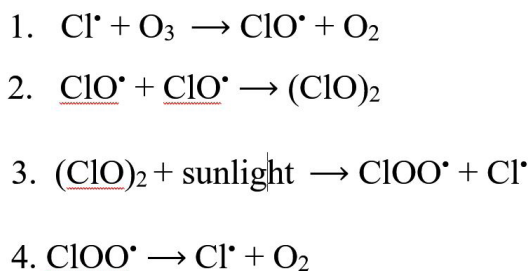 1. Cl• + O₃ → ClO• + O₂
2. ClO• + ClO• → (ClO)₂
3. (ClO)₂ + sunlight → ClOO• + Cl•
4. ClOO• → Cl• + O₂